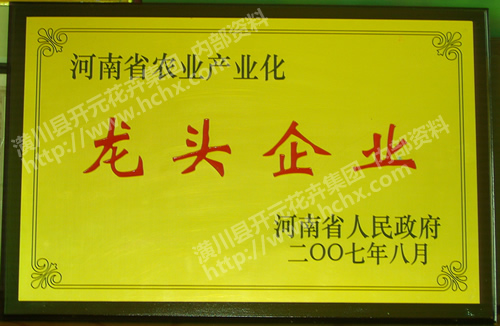 河南省农业产业化
龙头企业
河南省人民政府
二〇〇七年八月
潢川县开元花卉集团 内部资料
http://www.hchx.com
潢川县开元花卉集团 内部资料
http://www.hchx.com